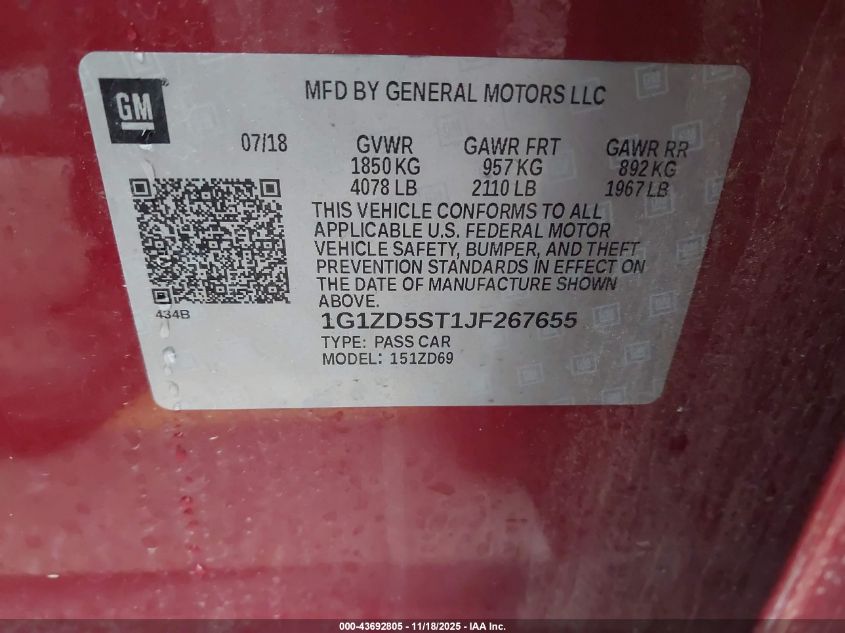 GM
MFD BY GENERAL MOTORS LLC
07/18 GVWR GAWR FRT GAWR RR
1850 KG 957 KG 892 KG
4078 LB 2110 LB 1967 LB
THIS VEHICLE CONFORMS TO ALL
APPLICABLE U.S. FEDERAL MOTOR
VEHICLE SAFETY, BUMPER, AND THEFT
PREVENTION STANDARDS IN EFFECT ON
THE DATE OF MANUFACTURE SHOWN
ABOVE.
434B
1G1ZD5ST1JF267655
TYPE: PASS CAR
MODEL: 151ZD69
000-43692805 - 11/18/2025 - IAA Inc.